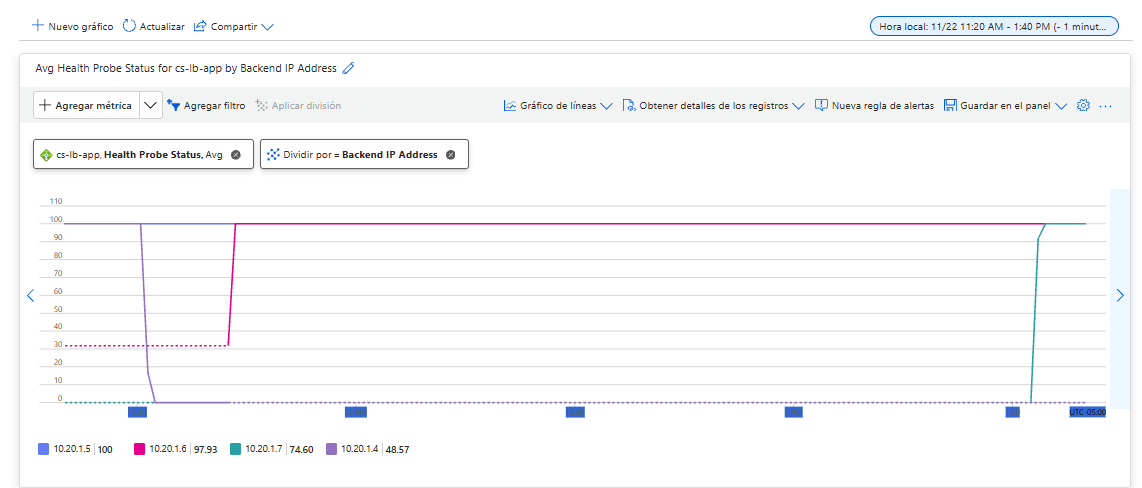 Nuevo gráfico Actualizar Compartir Hora local: 11/22 11:20 AM - 1:40 PM (- 1 minut...
Avg Health Probe Status for cs-lb-app by Backend IP Address
Agregar métrica Agregar filtro Aplicar división Gráfico de líneas Obtener detalles de los registros Nueva regla de alertas Guardar en el panel ...
cs-lb-app, Health Probe Status, Avg Dividir por = Backend IP Address
110
100
90
80
70
60
50
40
30
20
10
0
UTC-05:00
10.20.1.5 100 10.20.1.6 97.93 10.20.1.7 74.60 10.20.1.4 48.57